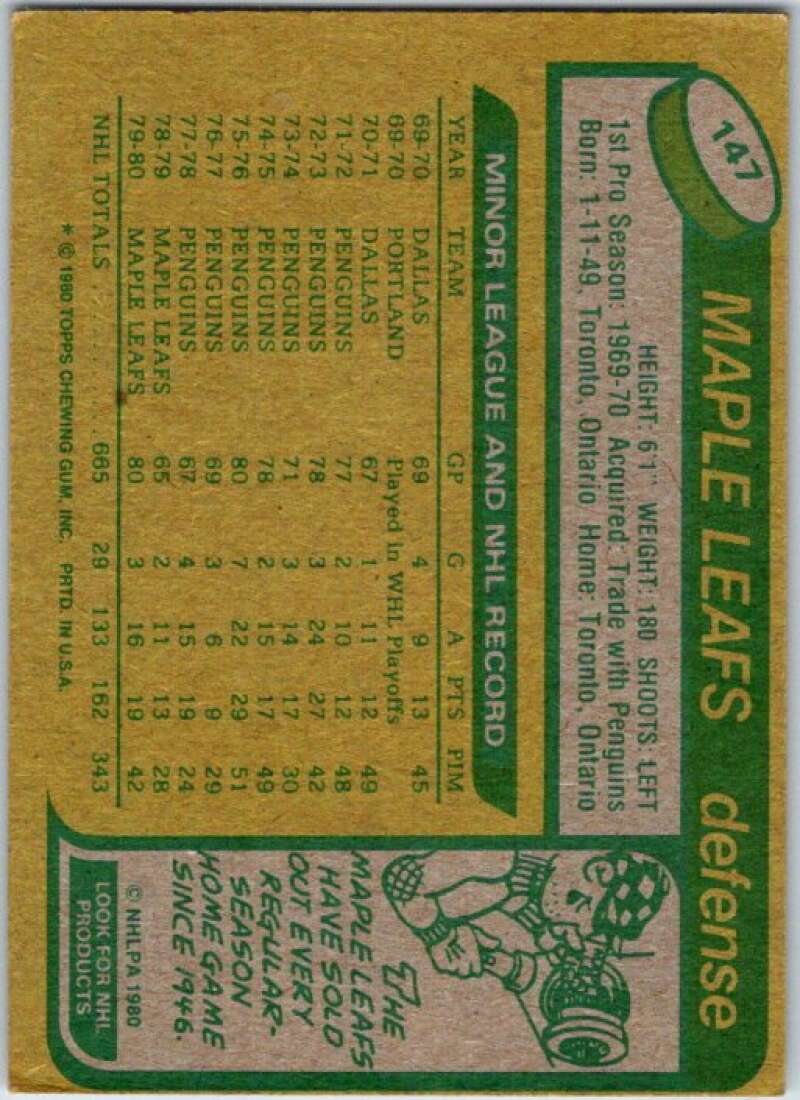 147
MAPLE LEAFS defense
HEIGHT: 6'1" WEIGHT: 180 SHOOTS: LEFT
1st Pro Season: 1969-70 Acquired: Trade with Penguins
Born: 1-11-49, Toronto, Ontario Home: Toronto, Ontario
MINOR LEAGUE AND NHL RECORD
YEAR TEAM GP G A PTS PIM
69-70 DALLAS 69 4 9 13 45
69-70 PORTLAND Played in WHL Playoffs
70-71 DALLAS 67 1 11 12 49
71-72 PENGUINS 77 2 10 12 48
72-73 PENGUINS 78 3 24 27 42
73-74 PENGUINS 71 3 14 17 30
74-75 PENGUINS 78 2 15 17 49
75-76 PENGUINS 80 7 22 29 51
76-77 PENGUINS 69 3 6 9 29
77-78 PENGUINS 67 4 15 19 24
78-79 MAPLE LEAFS 65 2 11 13 28
79-80 MAPLE LEAFS 80 3 16 19 42
NHL TOTALS . . . . . . . . 665 29 133 162 343
* © 1980 TOPPS CHEWING GUM, INC. PRTD. IN U.S.A.
THE
MAPLE LEAFS
HAVE SOLD
OUT EVERY
REGULAR-
SEASON
HOME GAME
SINCE 1946.
© NHLPA 1980
LOOK FOR NHL
PRODUCTS